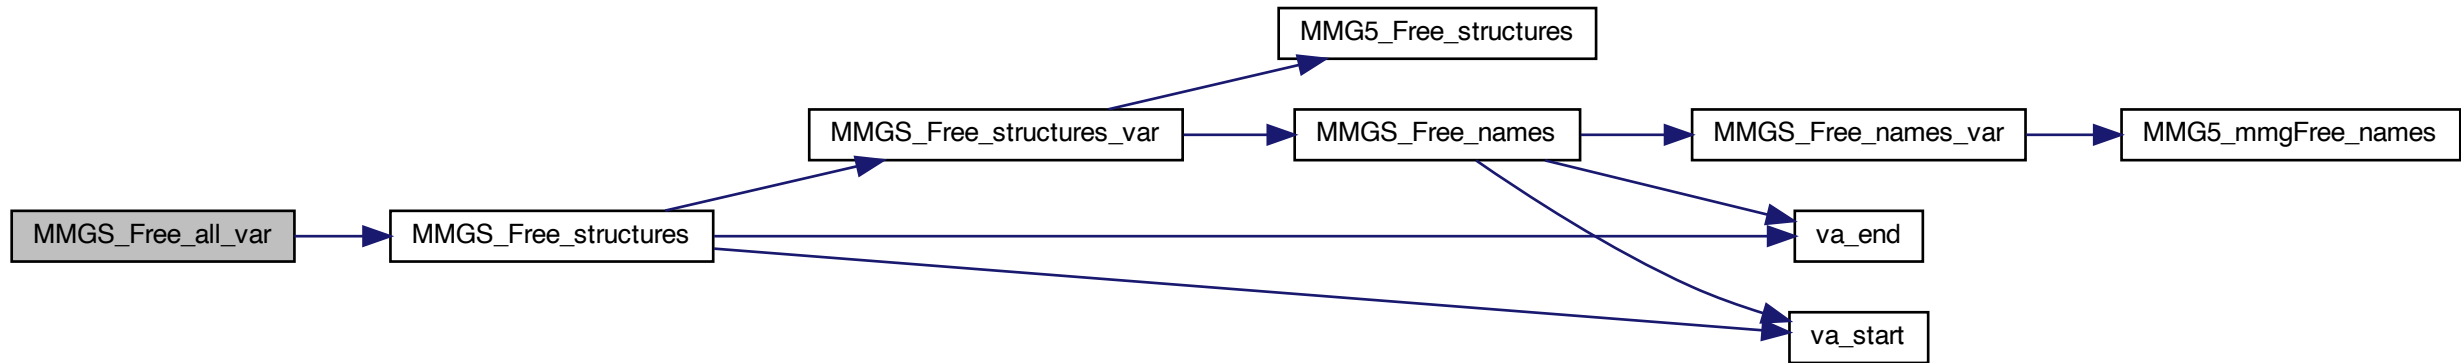 MMG5_Free_structures
MMGS_Free_structures_var
MMGS_Free_names
MMGS_Free_names_var
MMG5_mmgFree_names
MMGS_Free_all_var
MMGS_Free_structures
va_end
va_start